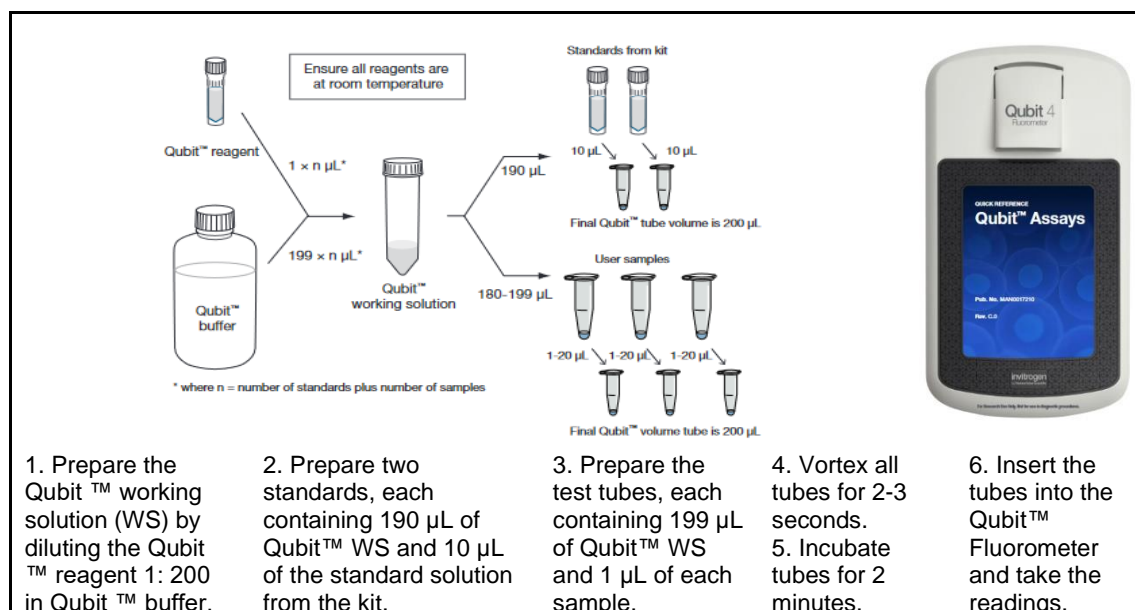 Ensure all reagents are
at room temperature
Qubit™ reagent
1 × n µL*
199 × n µL*
Qubit™
buffer
Qubit™
working solution
* where n = number of standards plus number of samples
Standards from kit
190 µL
10 µL
10 µL
Final Qubit™ tube volume is 200 µL
User samples
180-199 µL
1-20 µL
1-20 µL
1-20 µL
Final Qubit™ volume tube is 200 µL
Qubit 4
Fluorometer
QUICK REFERENCE
Qubit™ Assays
Pub. No. MAN0017210
Rev. C.0
invitrogen
1. Prepare the
Qubit ™ working
solution (WS) by
diluting the Qubit
™ reagent 1: 200
in Qubit ™ buffer.
2. Prepare two
standards, each
containing 190 µL of
Qubit™ WS and 10 µL
of the standard solution
from the kit.
3. Prepare the
test tubes, each
containing 199 µL
of Qubit™ WS
and 1 µL of each
sample.
4. Vortex all
tubes for 2-3
seconds.
5. Incubate
tubes for 2
minutes.
6. Insert the
tubes into the
Qubit™
Fluorometer
and take the
readings.